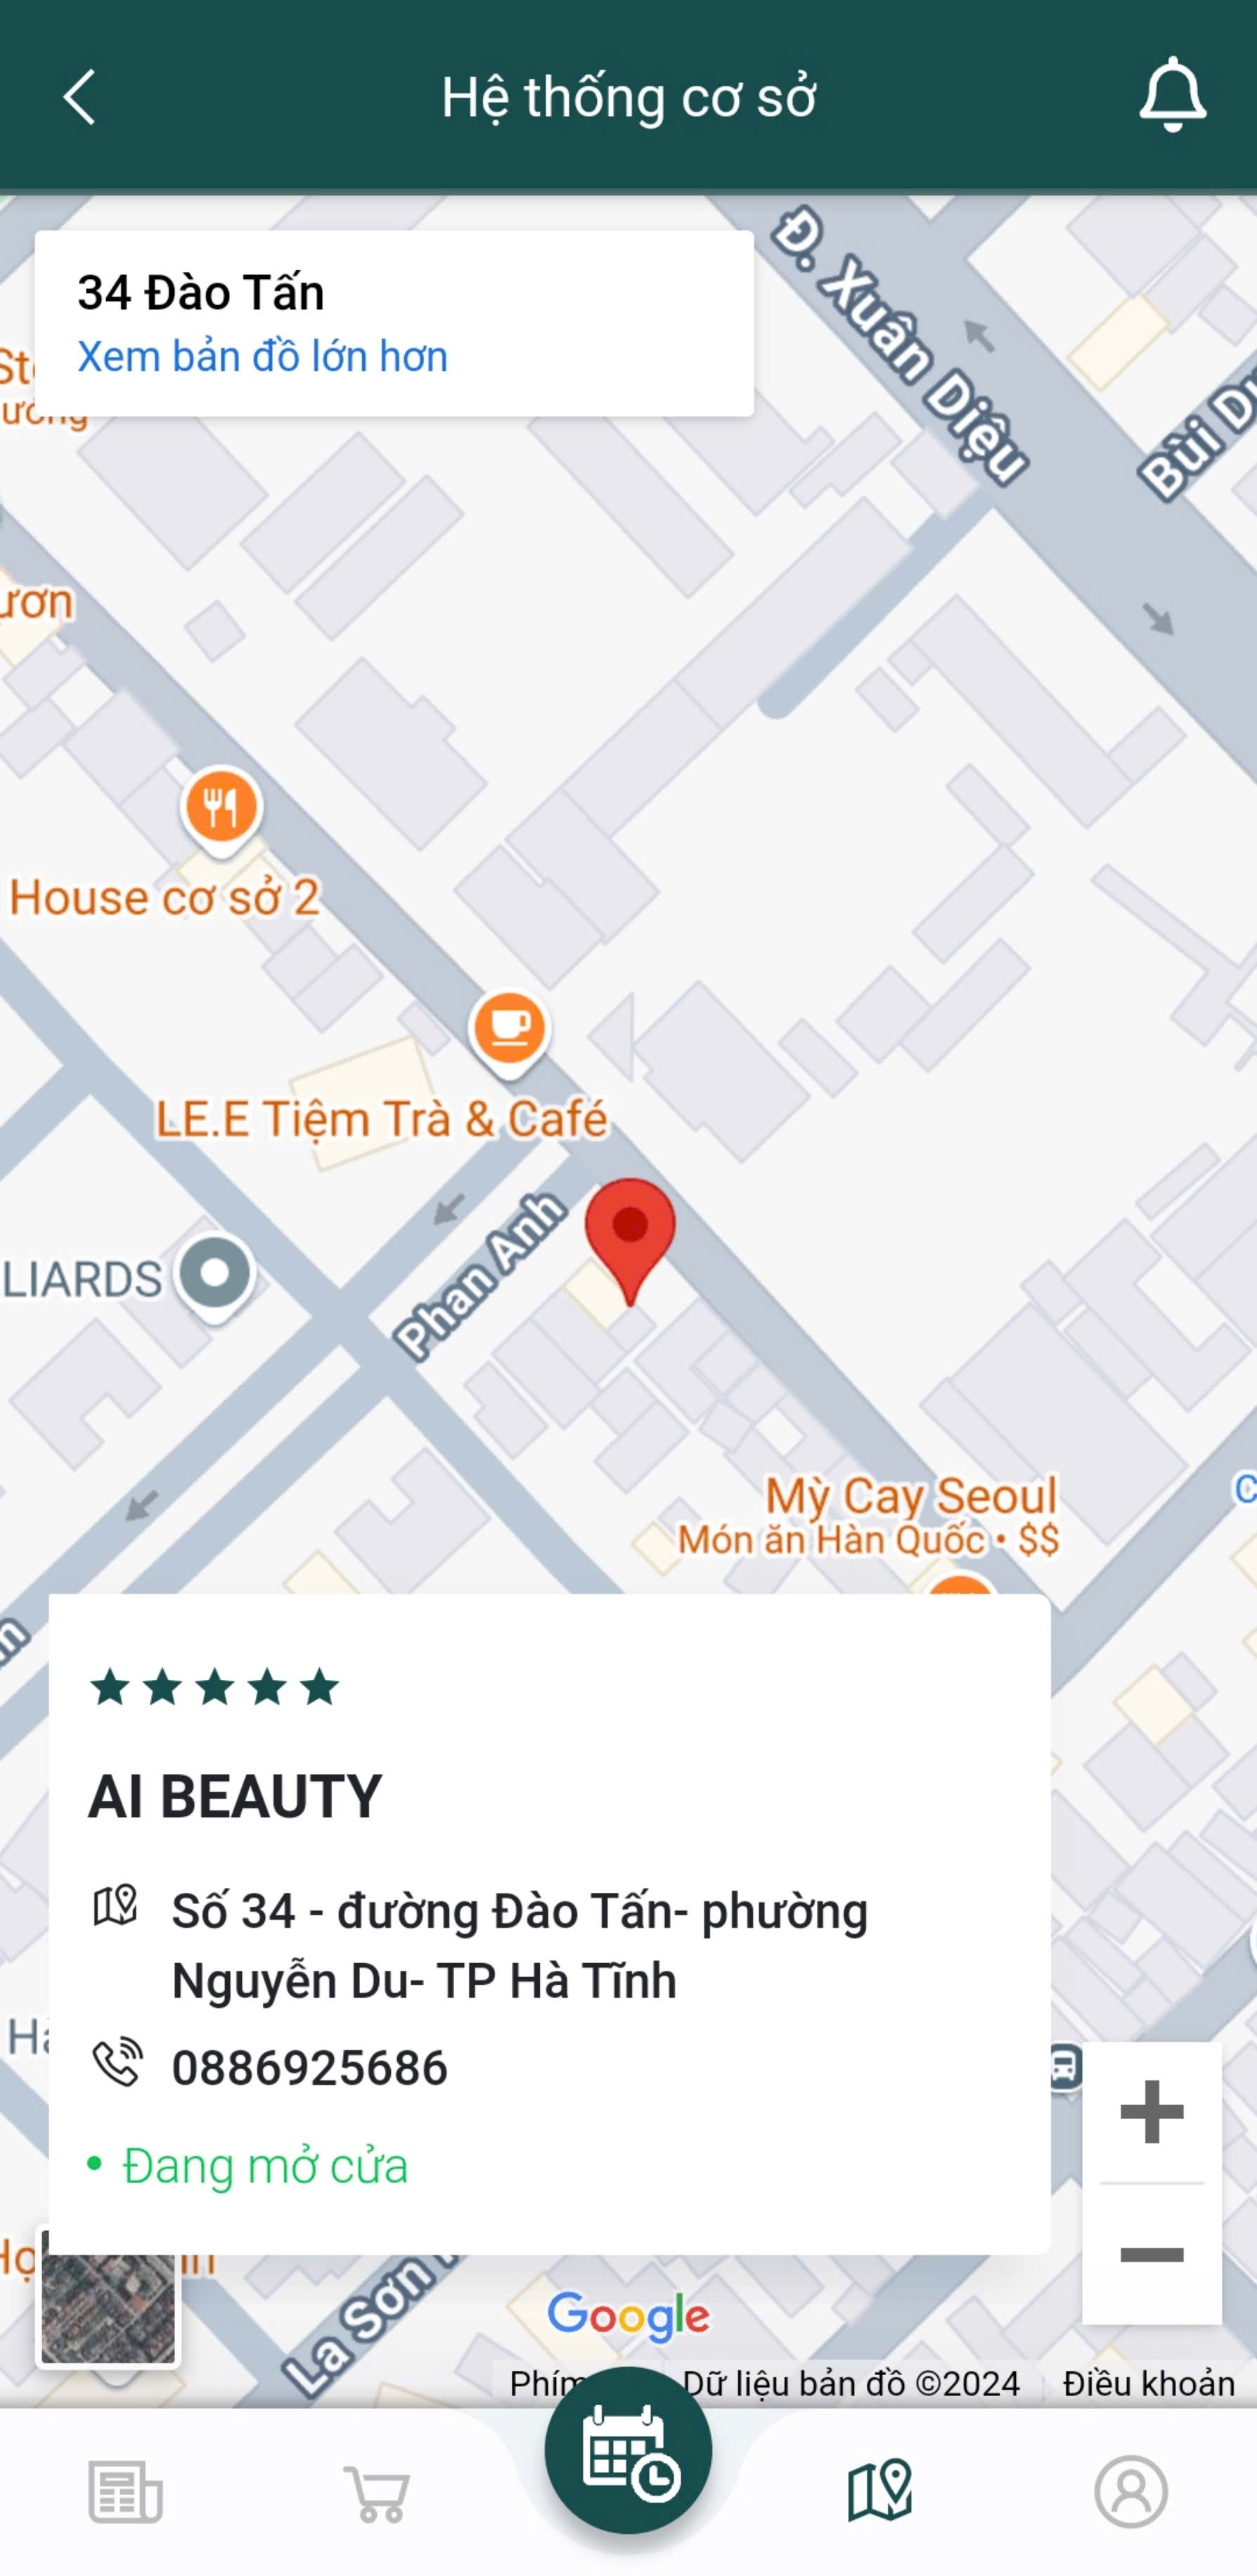 Hệ thống cơ sở
34 Đào Tấn
Xem bản đồ lớn hơn
Đ. Xuân Diệu
Bùi
House cơ sở 2
LE.E Tiệm Trà & Café
Phan Anh
LIARDS
Mỳ Cay Seoul
Món ăn Hàn Quốc • $$
★★★★★
AI BEAUTY
Số 34 - đường Đào Tấn- phường
Nguyễn Du- TP Hà Tĩnh
0886925686
• Đang mở cửa
La Sơn
Google
Dữ liệu bản đồ ©2024 Điều khoản